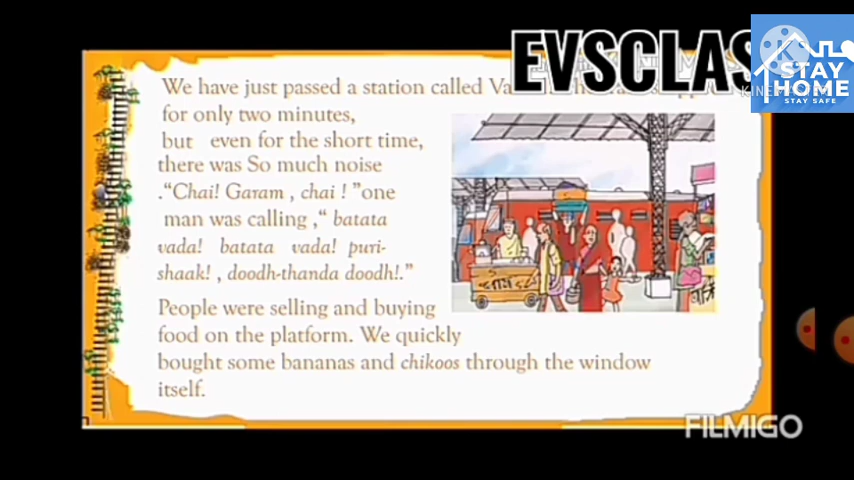 EVSCLAS
STAY
HOME
STAY SAFE
We have just passed a station called
for only two minutes,
but even for the short time,
there was So much noise
.“Chai! Garam , chai ! ”one
man was calling ,“ batata
vada! batata vada! puri-
shaak! , doodh-thanda doodh!.”
People were selling and buying
food on the platform. We quickly
bought some bananas and chikoos through the window
itself.
FILMIGO